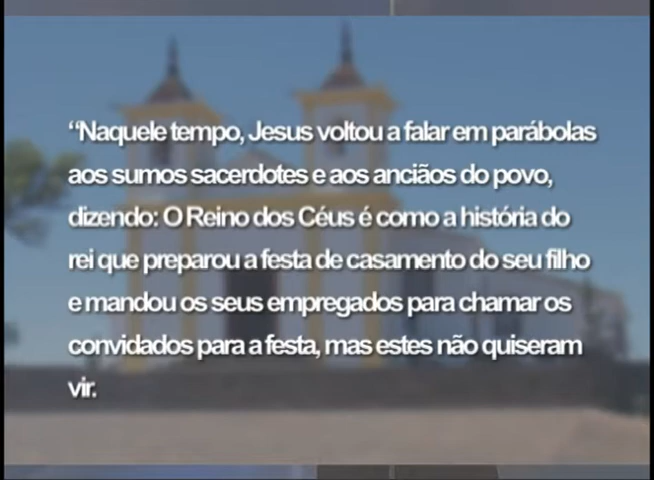 “Naquele tempo, Jesus voltou a falar em parábolas
aos sumos sacerdotes e aos anciãos do povo,
dizendo: O Reino dos Céus é como a história do
rei que preparou a festa de casamento do seu filho
e mandou os seus empregados para chamar os
convidados para a festa, mas estes não quiseram
vir.